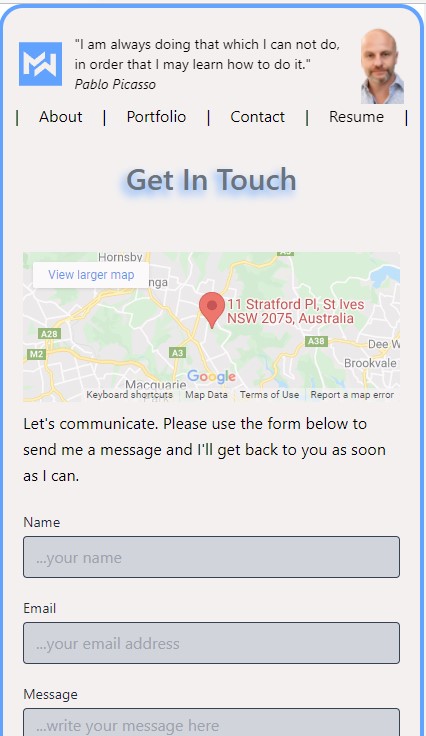 "I am always doing that which I can not do,
in order that I may learn how to do it."
Pablo Picasso
| About | Portfolio | Contact | Resume |
Get In Touch
Hornsby
View larger map
nga
11 Stratford Pl, St Ives
NSW 2075, Australia
A28
M2
A3
A38
Dee W
Brookvale
Macquarie
Park
Google
Keyboard shortcuts
Map Data
Terms of Use
Report a map error
Let's communicate. Please use the form below to
send me a message and I'll get back to you as soon
as I can.
Name
...your name
Email
...your email address
Message
...write your message here